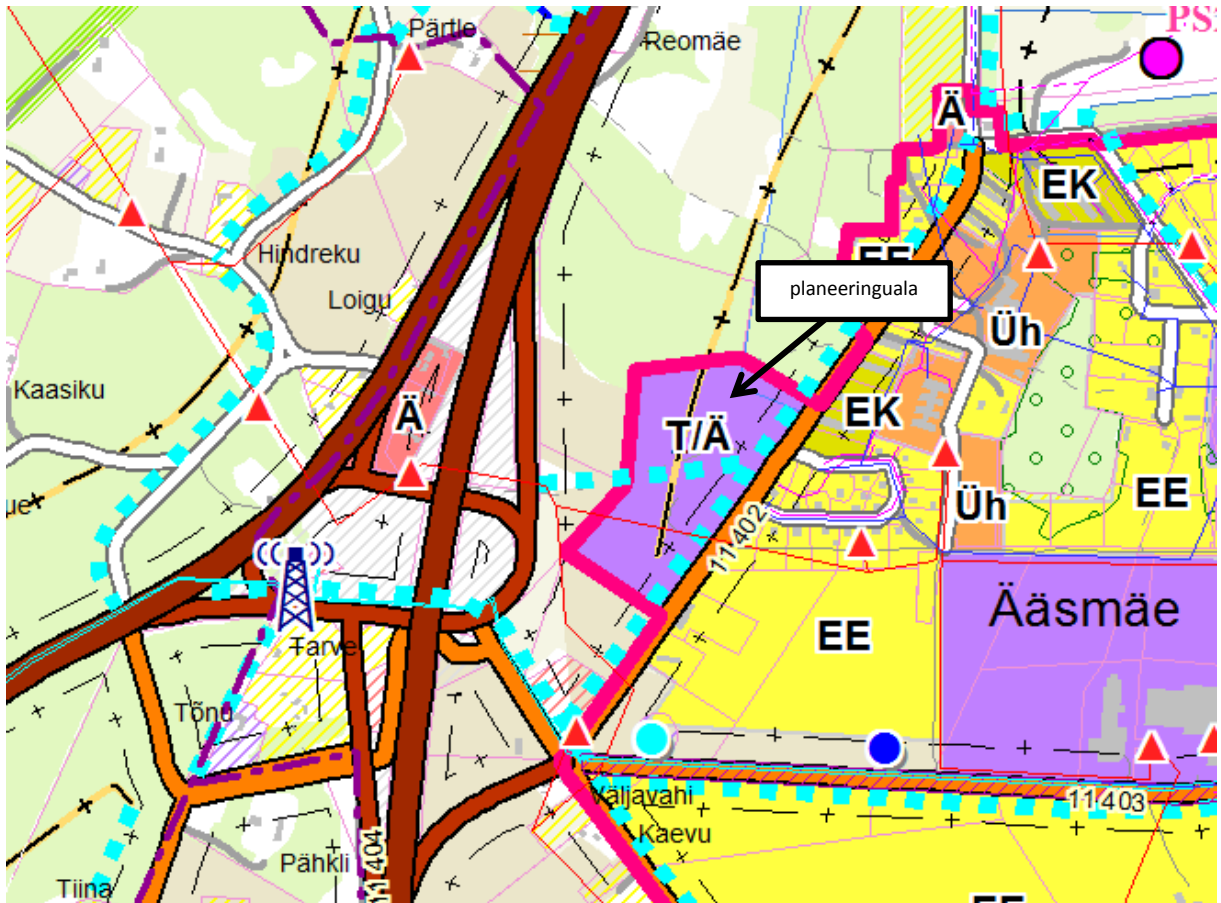 Pärtle
Reomäe
PS
Ä
EK
Hindreku
EE
planeeringuala
Loigu
Üh
Kaasiku
Ä
T/Ä
EK
ue
Üh
EE
11402
Ääsmäe
EE
Tarve
Tõnu
Väljavahi
11403
Kaevu
11404
Pähkli
Tiina
EE